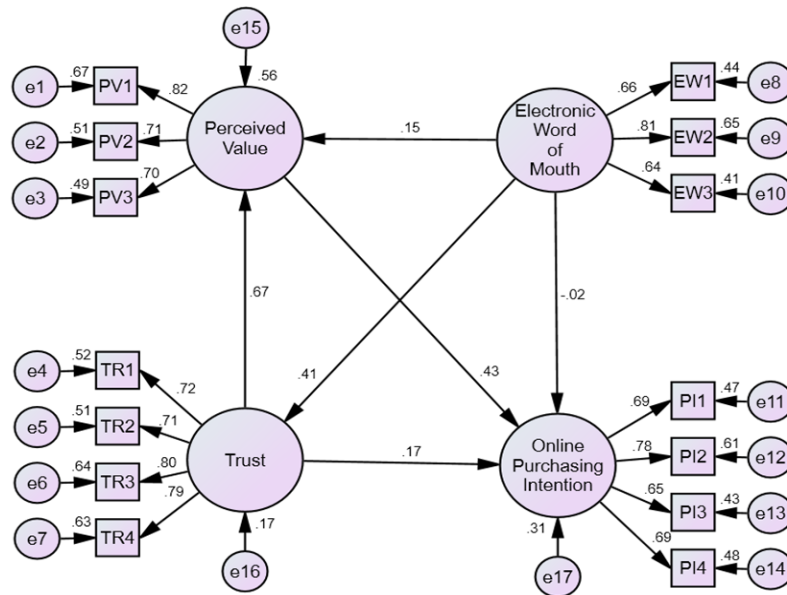 e15
.56
e1
.67
PV1
.82
e2
.51
PV2
.71
e3
.49
PV3
.70
Perceived
Value
.15
Electronic
Word
of
Mouth
.66
EW1
.44
e8
.81
EW2
.65
e9
.64
EW3
.41
e10
.67
-.02
.41
.43
e4
.52
TR1
.72
e5
.51
TR2
.71
e6
.64
TR3
.80
e7
.63
TR4
.79
Trust
.17
e16
.17
Online
Purchasing
Intention
.31
e17
.69
PI1
.47
e11
.78
PI2
.61
e12
.65
PI3
.43
e13
.69
PI4
.48
e14